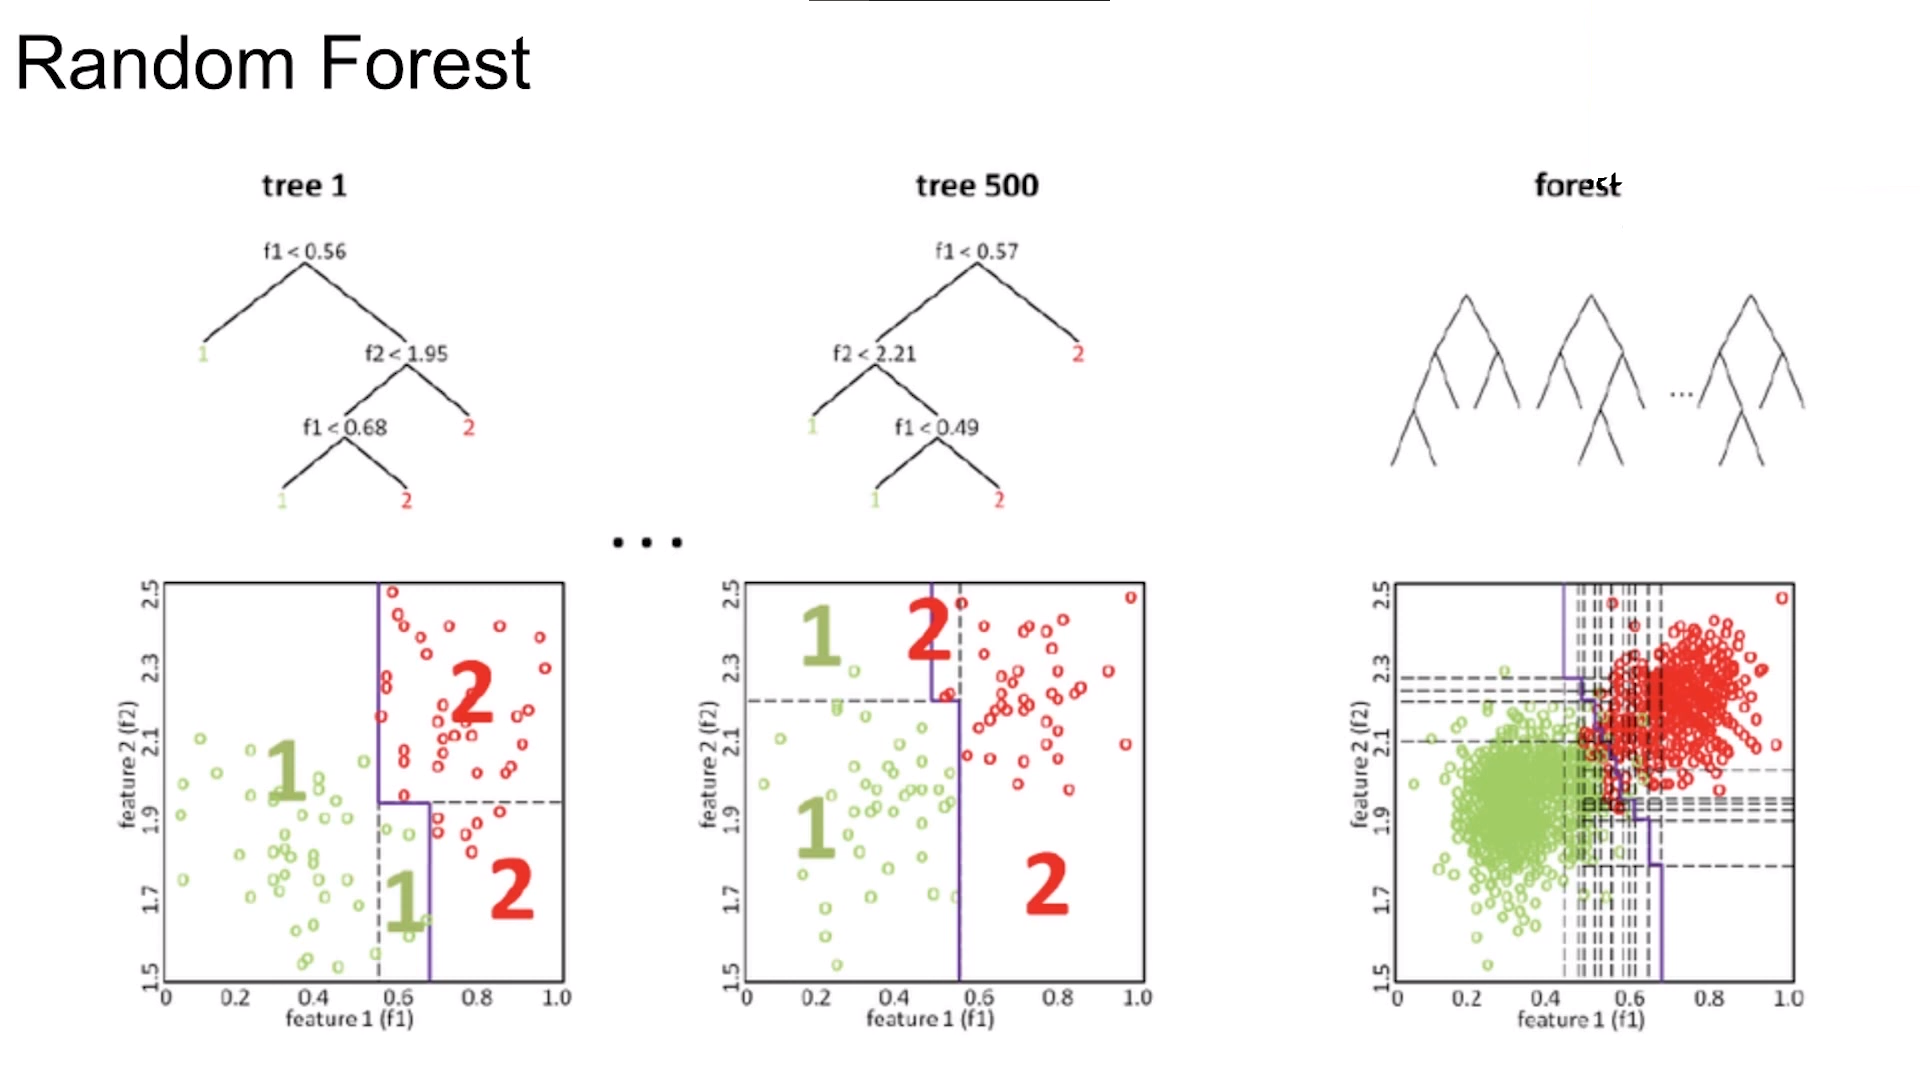 Random Forest
tree 1
f1 < 0.56
1
f2 < 1.95
f1 < 0.68
2
1
2
tree 500
f1 < 0.57
f2 < 2.21
2
1
f1 < 0.49
1
2
forest
...
...
2.5
2.3
2.1
1.9
1.7
1.5
feature 2 (f2)
1
2
1
2
0 0.2 0.4 0.6 0.8 1.0
feature 1 (f1)
2.5
2.3
2.1
1.9
1.7
1.5
feature 2 (f2)
1
2
1
2
0 0.2 0.4 0.6 0.8 1.0
feature 1 (f1)
2.5
2.3
2.1
1.9
1.7
1.5
feature 2 (f2)
0 0.2 0.4 0.6 0.8 1.0
feature 1 (f1)